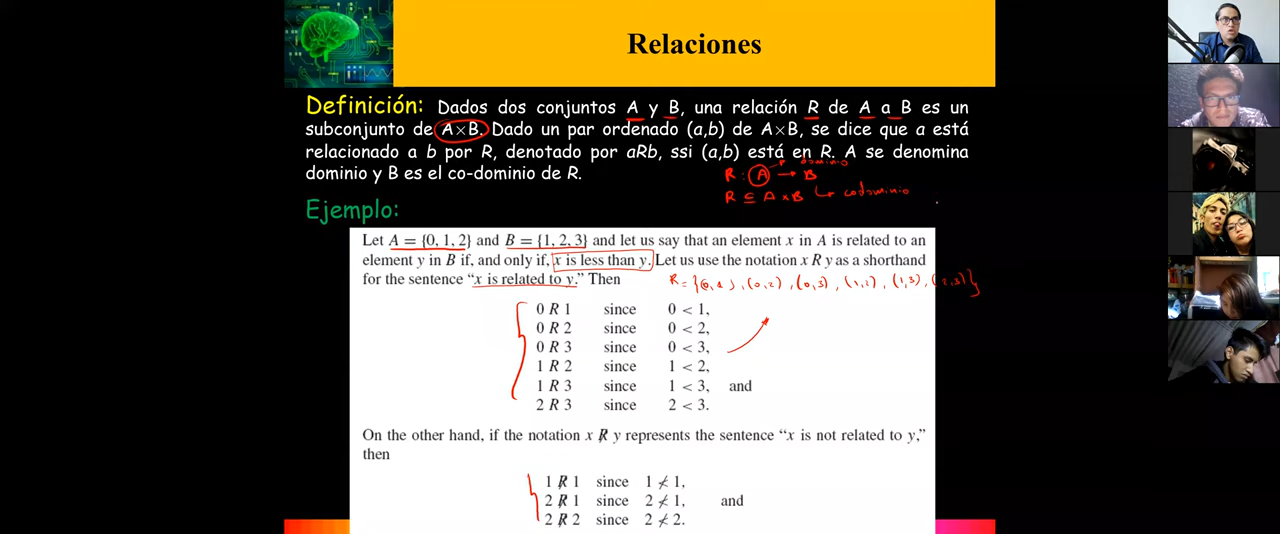 Relaciones
Definición: Dados dos conjuntos A y B, una relación R de A a B es un
subconjunto de A×B. Dado un par ordenado (a,b) de A×B, se dice que a está
relacionado a b por R, denotado por aRb, ssi (a,b) está en R. A se denomina
dominio y B es el co-dominio de R.
dominio
R : A → B
R ⊆ A × B ↳ codominio
Ejemplo:
Let A = {0, 1, 2} and B = {1, 2, 3} and let us say that an element x in A is related to an
element y in B if, and only if, x is less than y. Let us use the notation x R y as a shorthand
for the sentence “x is related to y.” Then
R = {(0,1), (0,2), (0,3), (1,2), (1,3), (2,3)}
0 R 1 since 0 < 1,
0 R 2 since 0 < 2,
0 R 3 since 0 < 3,
1 R 2 since 1 < 2,
1 R 3 since 1 < 3, and
2 R 3 since 2 < 3.
On the other hand, if the notation x R̸ y represents the sentence “x is not related to y,”
then
1 R̸ 1 since 1 ≮ 1,
2 R̸ 1 since 2 ≮ 1, and
2 R̸ 2 since 2 ≮ 2.